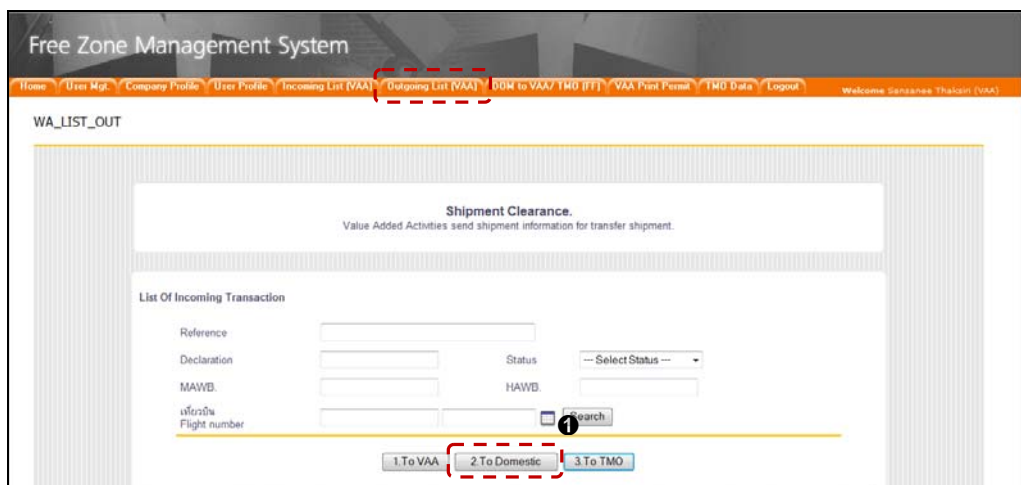 Free Zone Management System
Home User Mgt. Company Profile User Profile Incoming List (VAA) Outgoing List (VAA) DOM to VAA/ TMO (FF) VAA Print Permit TMO Data Logout Welcome Sansanee Thaksin (VAA)
WA_LIST_OUT
Shipment Clearance.
Value Added Activities send shipment information for transfer shipment.
List Of Incoming Transaction
Reference
Declaration Status --- Select Status ---
MAWB. HAWB.
เที่ยวบิน
Flight number Search
1
1.To VAA 2.To Domestic 3.To TMO